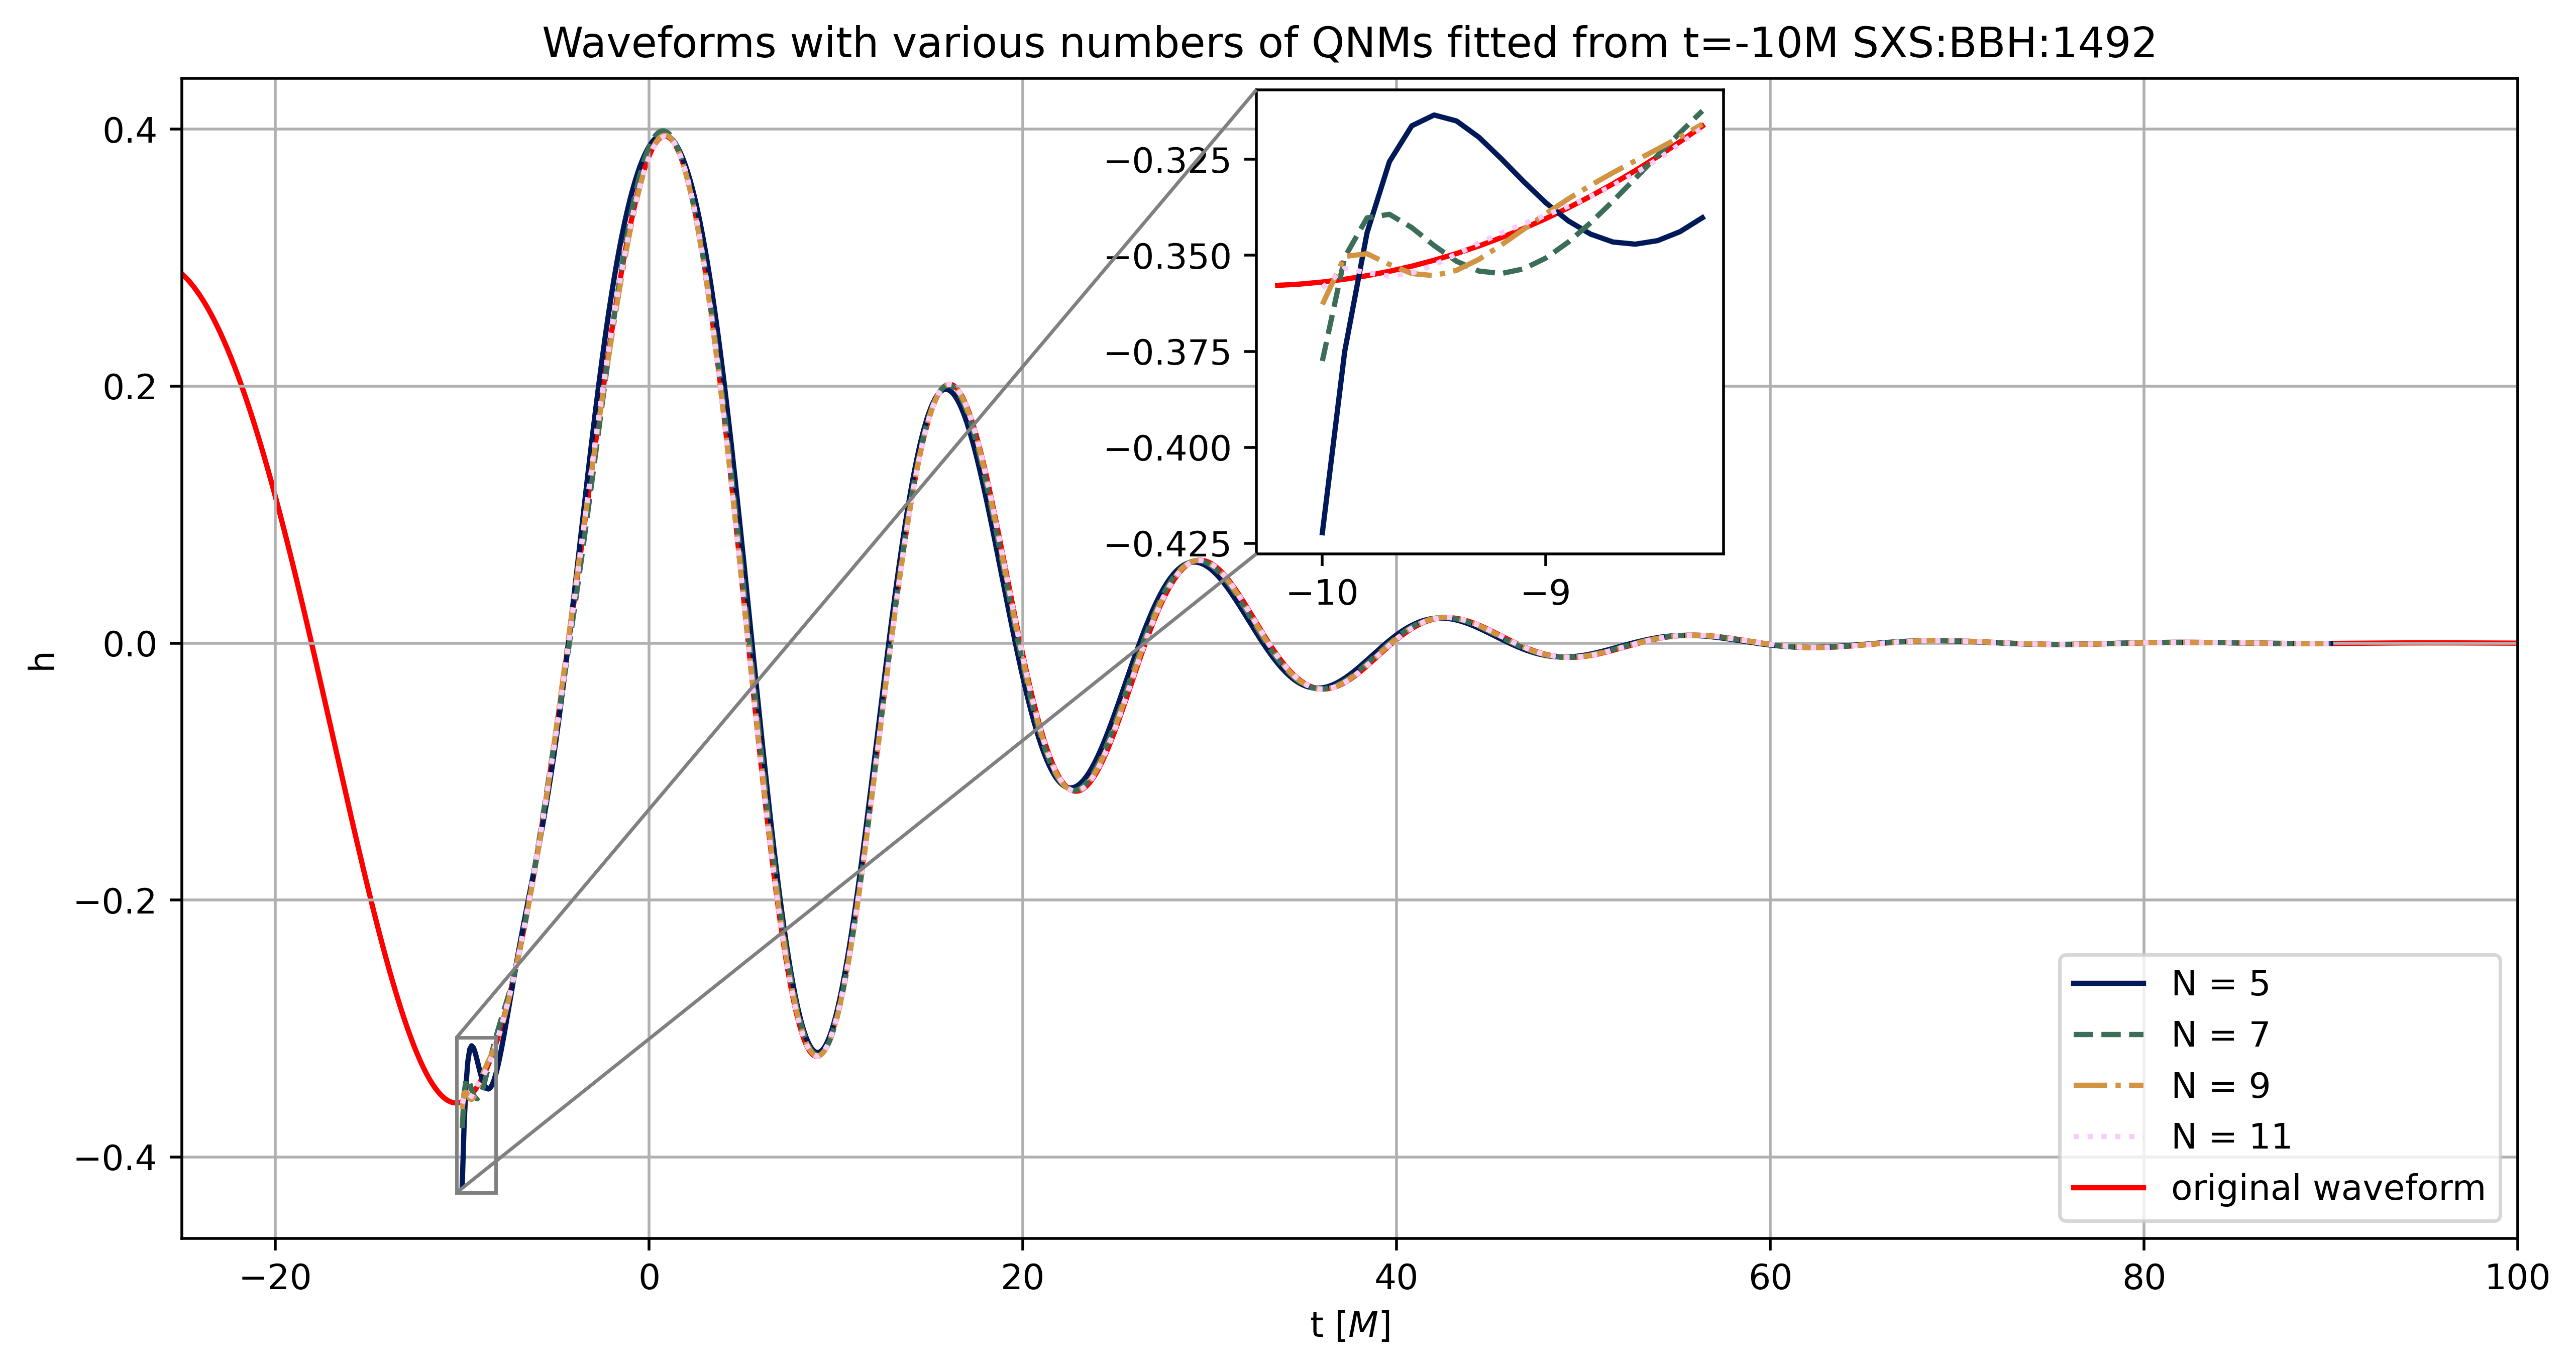 Waveforms with various numbers of QNMs fitted from t=-10M SXS:BBH:1492
0.4
0.2
0.0
−0.2
−0.4
h
−0.325
−0.350
−0.375
−0.400
−0.425
−10 −9
N = 5
N = 7
N = 9
N = 11
original waveform
−20 0 20 40 60 80 100
t [M]